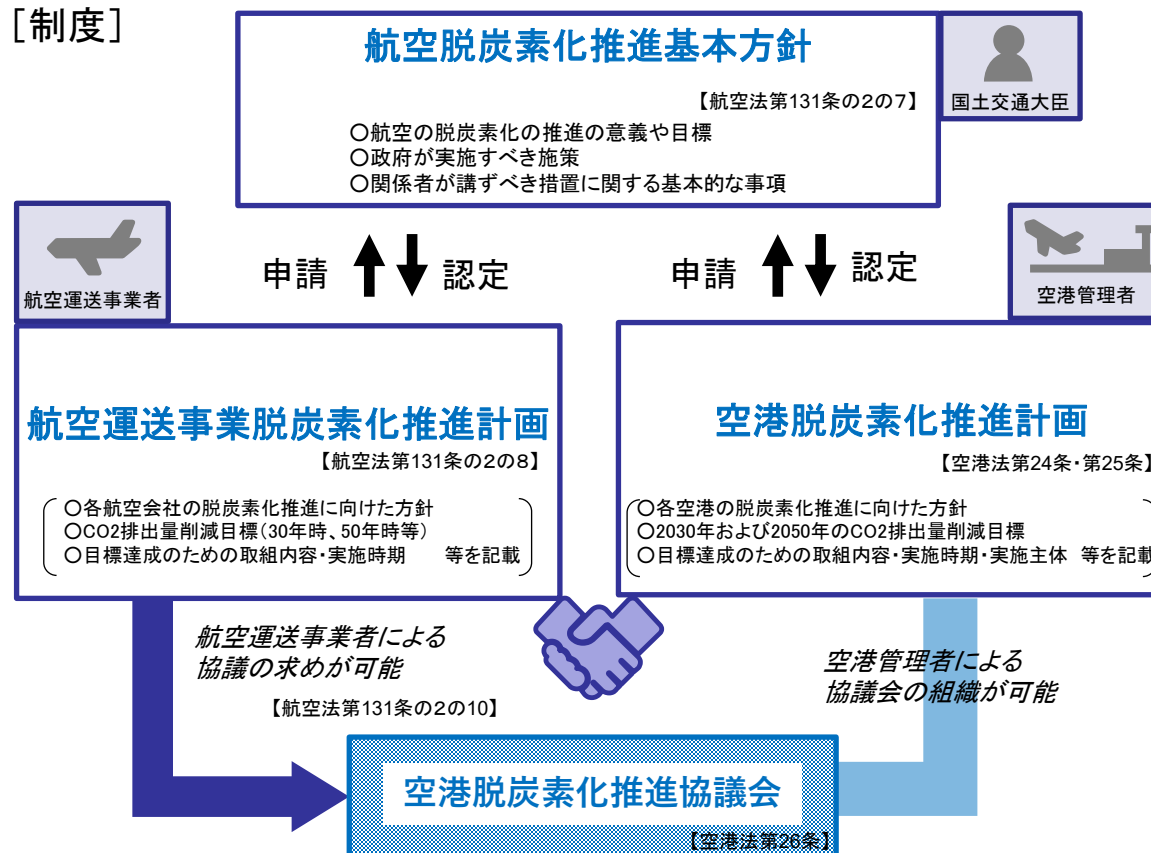 [制度]
航空脱炭素化推進基本方針
【航空法第131条の2の7】
国土交通大臣
○航空の脱炭素化の推進の意義や目標
○政府が実施すべき施策
○関係者が講ずべき措置に関する基本的な事項
航空運送事業者
申請 認定
申請 認定
空港管理者
航空運送事業脱炭素化推進計画
【航空法第131条の2の8】
○各航空会社の脱炭素化推進に向けた方針
○CO2排出量削減目標(30年時、50年時等)
○目標達成のための取組内容・実施時期 等を記載
空港脱炭素化推進計画
【空港法第24条・第25条】
○各空港の脱炭素化推進に向けた方針
○2030年および2050年のCO2排出量削減目標
○目標達成のための取組内容・実施時期・実施主体 等を記載
航空運送事業者による
協議の求めが可能
【航空法第131条の2の10】
空港管理者による
協議会の組織が可能
空港脱炭素化推進協議会
【空港法第26条】